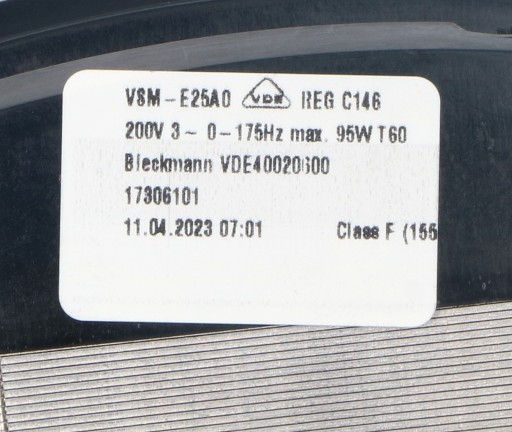 VSM-E25A0 VDE REG C146
200V 3~ 0-175Hz max. 95W T60
Bleckmann VDE40020600
17306101
11.04.2023 07:01 Class F (155